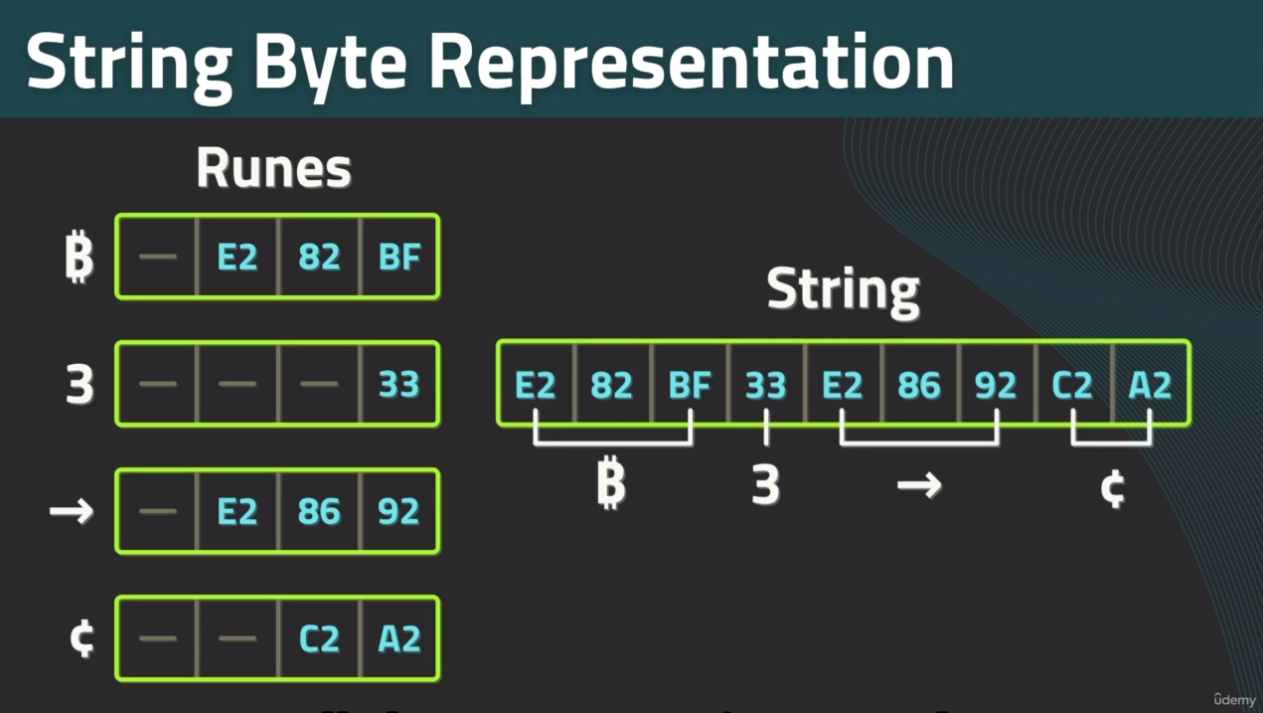 String Byte Representation
Runes
₿ — E2 82 BF
3 — — — 33
→ — E2 86 92
¢ — — C2 A2
String
E2 82 BF 33 E2 86 92 C2 A2
₿ 3 → ¢
ûdemy